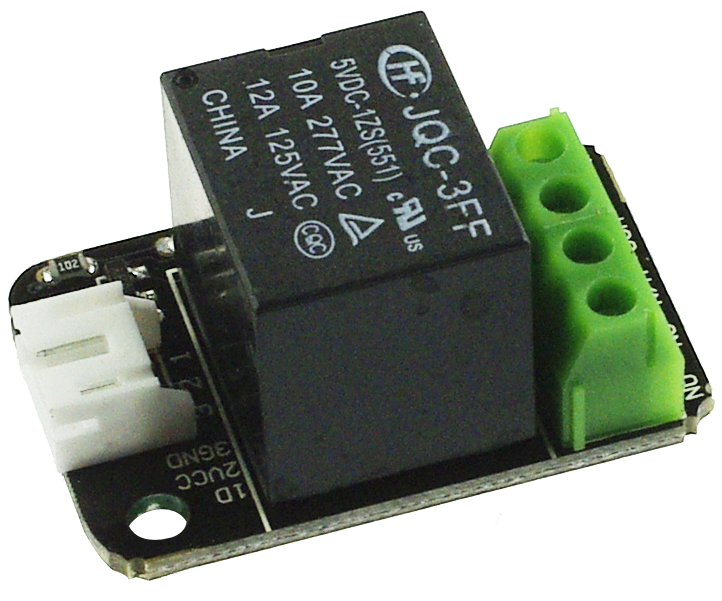 HF JQC-3FF
5VDC-1ZS(551) cRUus
10A 277VAC
12A 125VAC CQC
CHINA J
102
1
2
3
3GND
2VCC
1D
NO